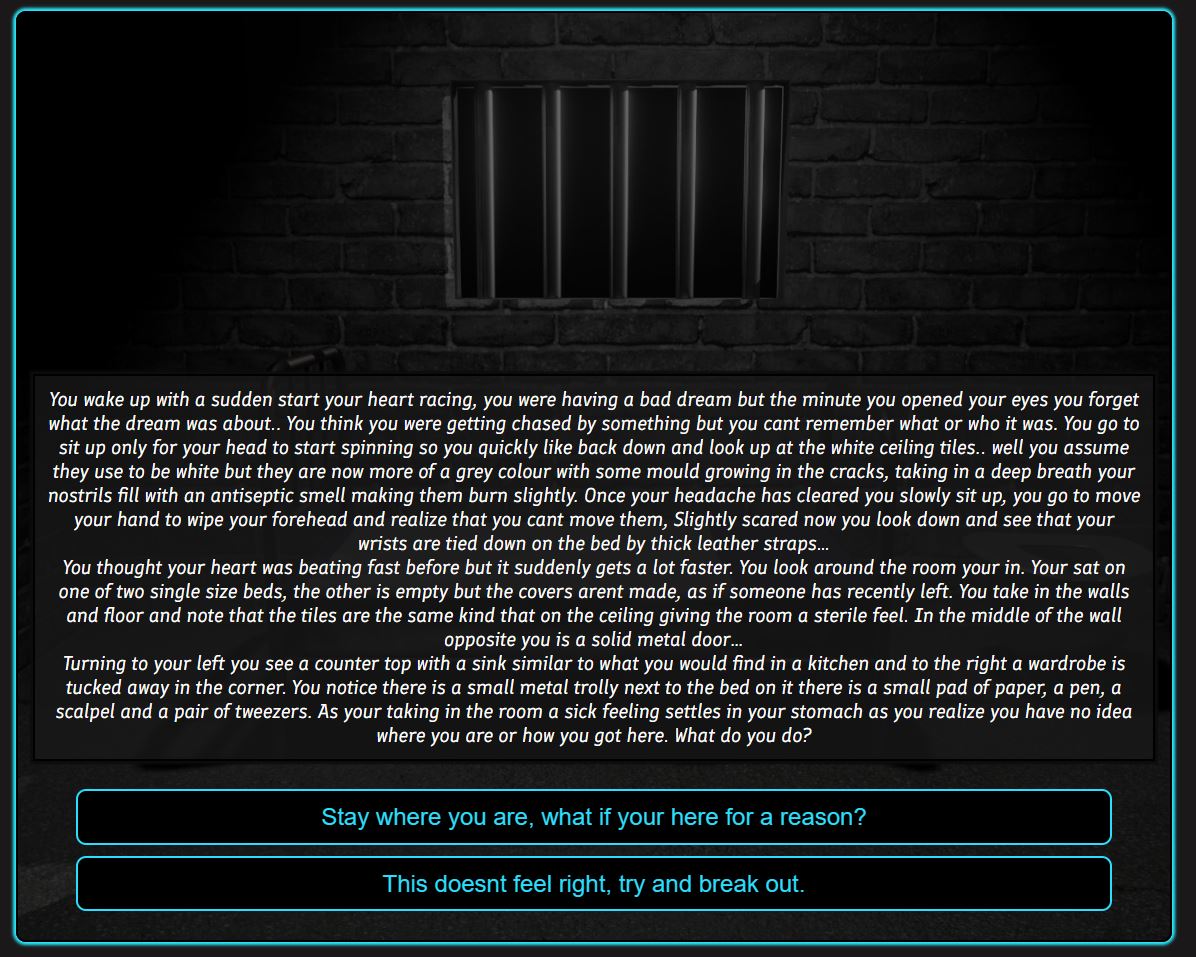 You wake up with a sudden start your heart racing, you were having a bad dream but the minute you opened your eyes you forget
what the dream was about.. You think you were getting chased by something but you cant remember what or who it was. You go to
sit up only for your head to start spinning so you quickly like back down and look up at the white ceiling tiles.. well you assume
they use to be white but they are now more of a grey colour with some mould growing in the cracks, taking in a deep breath your
nostrils fill with an antiseptic smell making them burn slightly. Once your headache has cleared you slowly sit up, you go to move
your hand to wipe your forehead and realize that you cant move them, Slightly scared now you look down and see that your
wrists are tied down on the bed by thick leather straps...
You thought your heart was beating fast before but it suddenly gets a lot faster. You look around the room your in. Your sat on
one of two single size beds, the other is empty but the covers arent made, as if someone has recently left. You take in the walls
and floor and note that the tiles are the same kind that on the ceiling giving the room a sterile feel. In the middle of the wall
opposite you is a solid metal door...
Turning to your left you see a counter top with a sink similar to what you would find in a kitchen and to the right a wardrobe is
tucked away in the corner. You notice there is a small metal trolly next to the bed on it there is a small pad of paper, a pen, a
scalpel and a pair of tweezers. As your taking in the room a sick feeling settles in your stomach as you realize you have no idea
where you are or how you got here. What do you do?
Stay where you are, what if your here for a reason?
This doesnt feel right, try and break out.